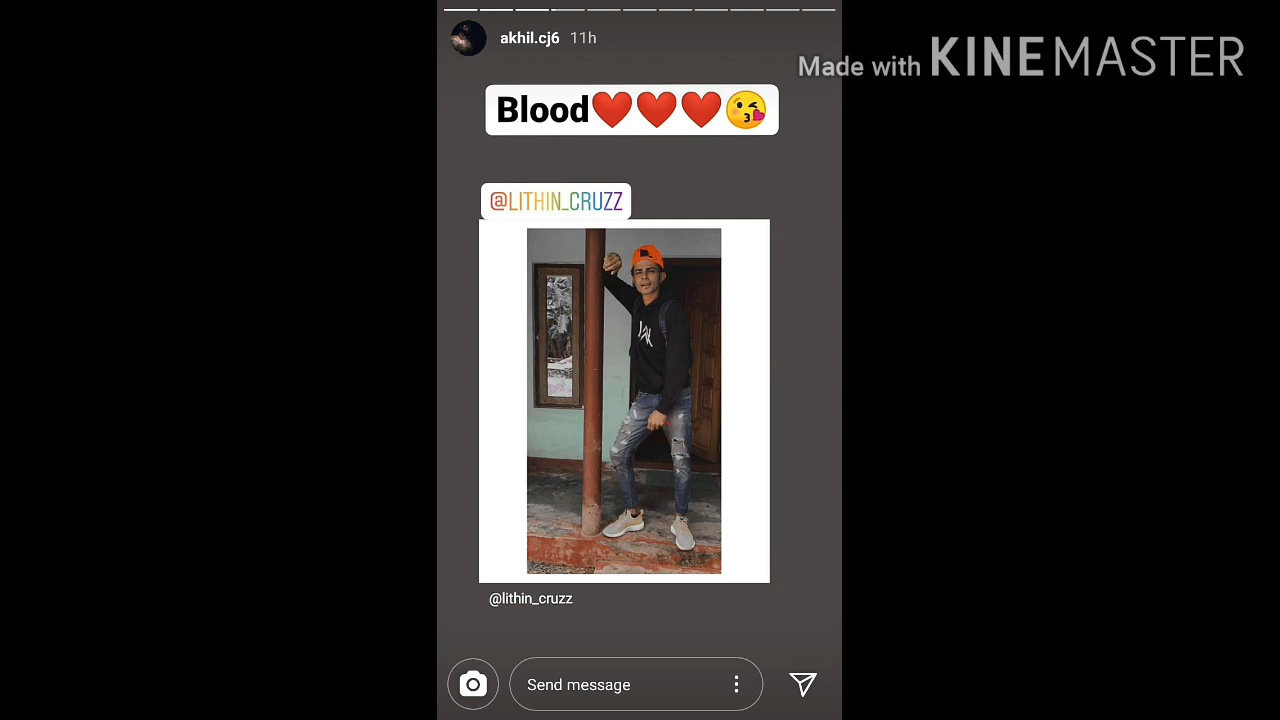 akhil.cj6 11h
Made with KINEMASTER
Blood❤️❤️❤️😘
@LITHIN_CRUZZ
@lithin_cruzz
Send message